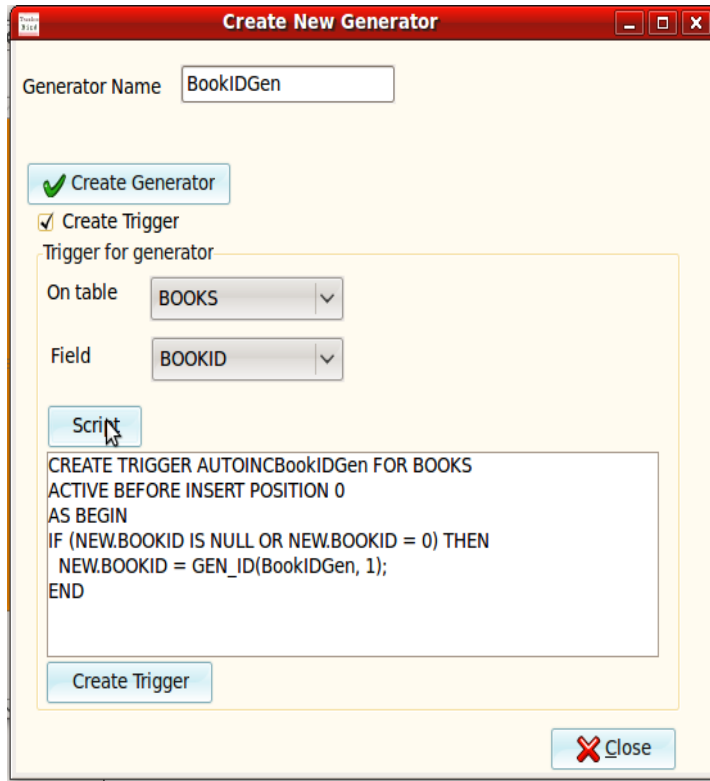 Turbo
Bird
Create New Generator
Generator Name
BookIDGen
Create Generator
Create Trigger
Trigger for generator
On table
BOOKS
Field
BOOKID
Script
CREATE TRIGGER AUTOINCBookIDGen FOR BOOKS
ACTIVE BEFORE INSERT POSITION 0
AS BEGIN
IF (NEW.BOOKID IS NULL OR NEW.BOOKID = 0) THEN
  NEW.BOOKID = GEN_ID(BookIDGen, 1);
END
Create Trigger
Close